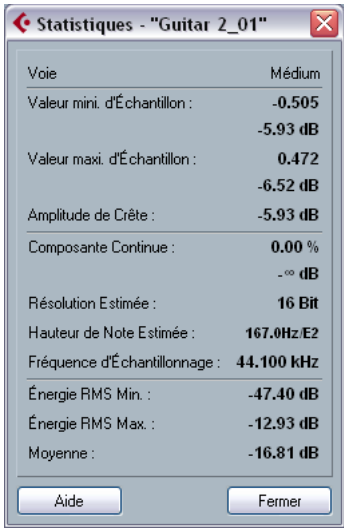 Statistiques - "Guitar 2_01"
Voie Médium
Valeur mini. d'Échantillon : -0.505
-5.93 dB
Valeur maxi. d'Échantillon : 0.472
-6.52 dB
Amplitude de Crête : -5.93 dB
Composante Continue : 0.00 %
-∞ dB
Résolution Estimée : 16 Bit
Hauteur de Note Estimée : 167.0Hz/E2
Fréquence d'Échantillonnage : 44.100 kHz
Énergie RMS Min. : -47.40 dB
Énergie RMS Max. : -12.93 dB
Moyenne : -16.81 dB
Aide Fermer